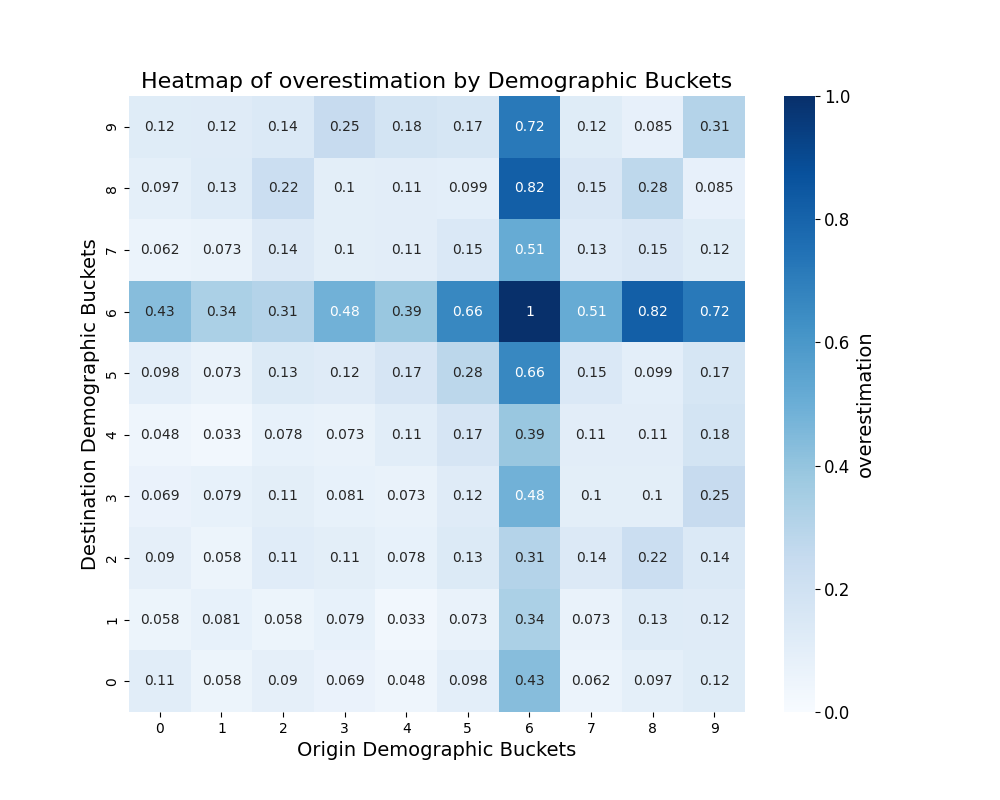 Heatmap of overestimation by Demographic Buckets
9 0.12 0.12 0.14 0.25 0.18 0.17 0.72 0.12 0.085 0.31
8 0.097 0.13 0.22 0.1 0.11 0.099 0.82 0.15 0.28 0.085
7 0.062 0.073 0.14 0.1 0.11 0.15 0.51 0.13 0.15 0.12
6 0.43 0.34 0.31 0.48 0.39 0.66 1 0.51 0.82 0.72
5 0.098 0.073 0.13 0.12 0.17 0.28 0.66 0.15 0.099 0.17
4 0.048 0.033 0.078 0.073 0.11 0.17 0.39 0.11 0.11 0.18
3 0.069 0.079 0.11 0.081 0.073 0.12 0.48 0.1 0.1 0.25
2 0.09 0.058 0.11 0.11 0.078 0.13 0.31 0.14 0.22 0.14
1 0.058 0.081 0.058 0.079 0.033 0.073 0.34 0.073 0.13 0.12
0 0.11 0.058 0.09 0.069 0.048 0.098 0.43 0.062 0.097 0.12
0 1 2 3 4 5 6 7 8 9
Origin Demographic Buckets
Destination Demographic Buckets
1.0
0.8
0.6
0.4
0.2
0.0
overestimation